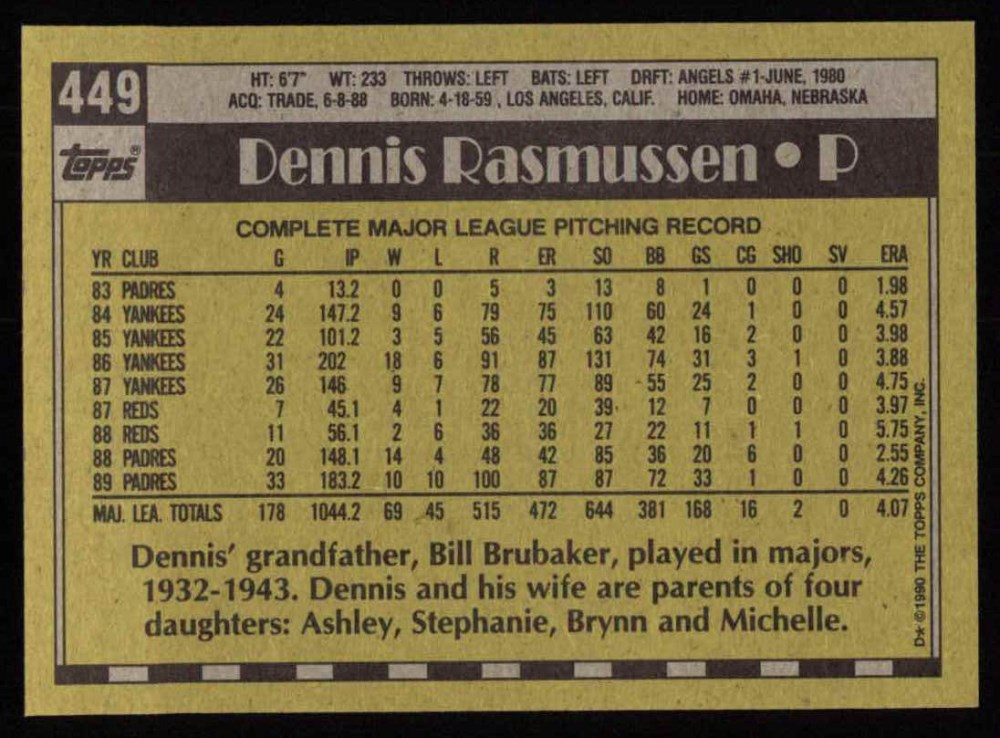 449
HT: 6'7" WT: 233 THROWS: LEFT BATS: LEFT DRFT: ANGELS #1-JUNE, 1980
ACQ: TRADE, 6-8-88 BORN: 4-18-59 , LOS ANGELES, CALIF. HOME: OMAHA, NEBRASKA
topps®
Dennis Rasmussen • P
COMPLETE MAJOR LEAGUE PITCHING RECORD
YR CLUB G IP W L R ER SO BB GS CG SHO SV ERA
83 PADRES 4 13.2 0 0 5 3 13 8 1 0 0 0 1.98
84 YANKEES 24 147.2 9 6 79 75 110 60 24 1 0 0 4.57
85 YANKEES 22 101.2 3 5 56 45 63 42 16 2 0 0 3.98
86 YANKEES 31 202 18 6 91 87 131 74 31 3 1 0 3.88
87 YANKEES 26 146 9 7 78 77 89 55 25 2 0 0 4.75
87 REDS 7 45.1 4 1 22 20 39 12 7 0 0 0 3.97
88 REDS 11 56.1 2 6 36 36 27 22 11 1 1 0 5.75
88 PADRES 20 148.1 14 4 48 42 85 36 20 6 0 0 2.55
89 PADRES 33 183.2 10 10 100 87 87 72 33 1 0 0 4.26
MAJ. LEA. TOTALS 178 1044.2 69 45 515 472 644 381 168 16 2 0 4.07
Dennis' grandfather, Bill Brubaker, played in majors,
1932-1943. Dennis and his wife are parents of four
daughters: Ashley, Stephanie, Brynn and Michelle.
D★ ©1990 THE TOPPS COMPANY, INC.